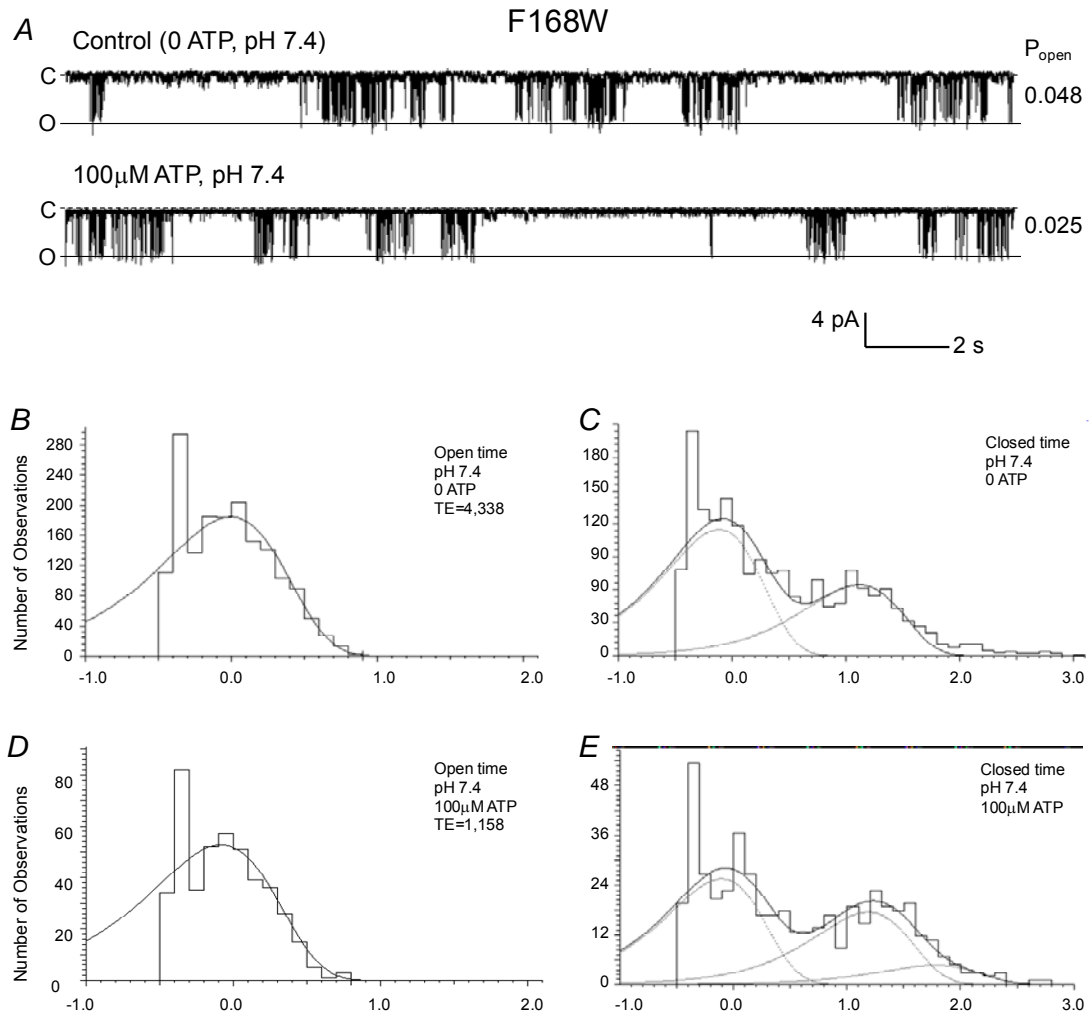 F168W
A
Control (0 ATP, pH 7.4)
Popen
C
0.048
O
100μM ATP, pH 7.4
C
0.025
O
4 pA
2 s
B
Number of Observations
280
240
200
160
120
80
40
0
-1.0 0.0 1.0 2.0
Open time
pH 7.4
0 ATP
TE=4,338
C
180
150
120
90
90
30
0
-1.0 0.0 1.0 2.0 3.0
Closed time
pH 7.4
0 ATP
D
Number of Observations
80
60
40
20
0
-1.0 0.0 1.0 2.0
Open time
pH 7.4
100μM ATP
TE=1,158
E
48
36
24
12
0
-1.0 0.0 1.0 2.0 3.0
Closed time
pH 7.4
100μM ATP